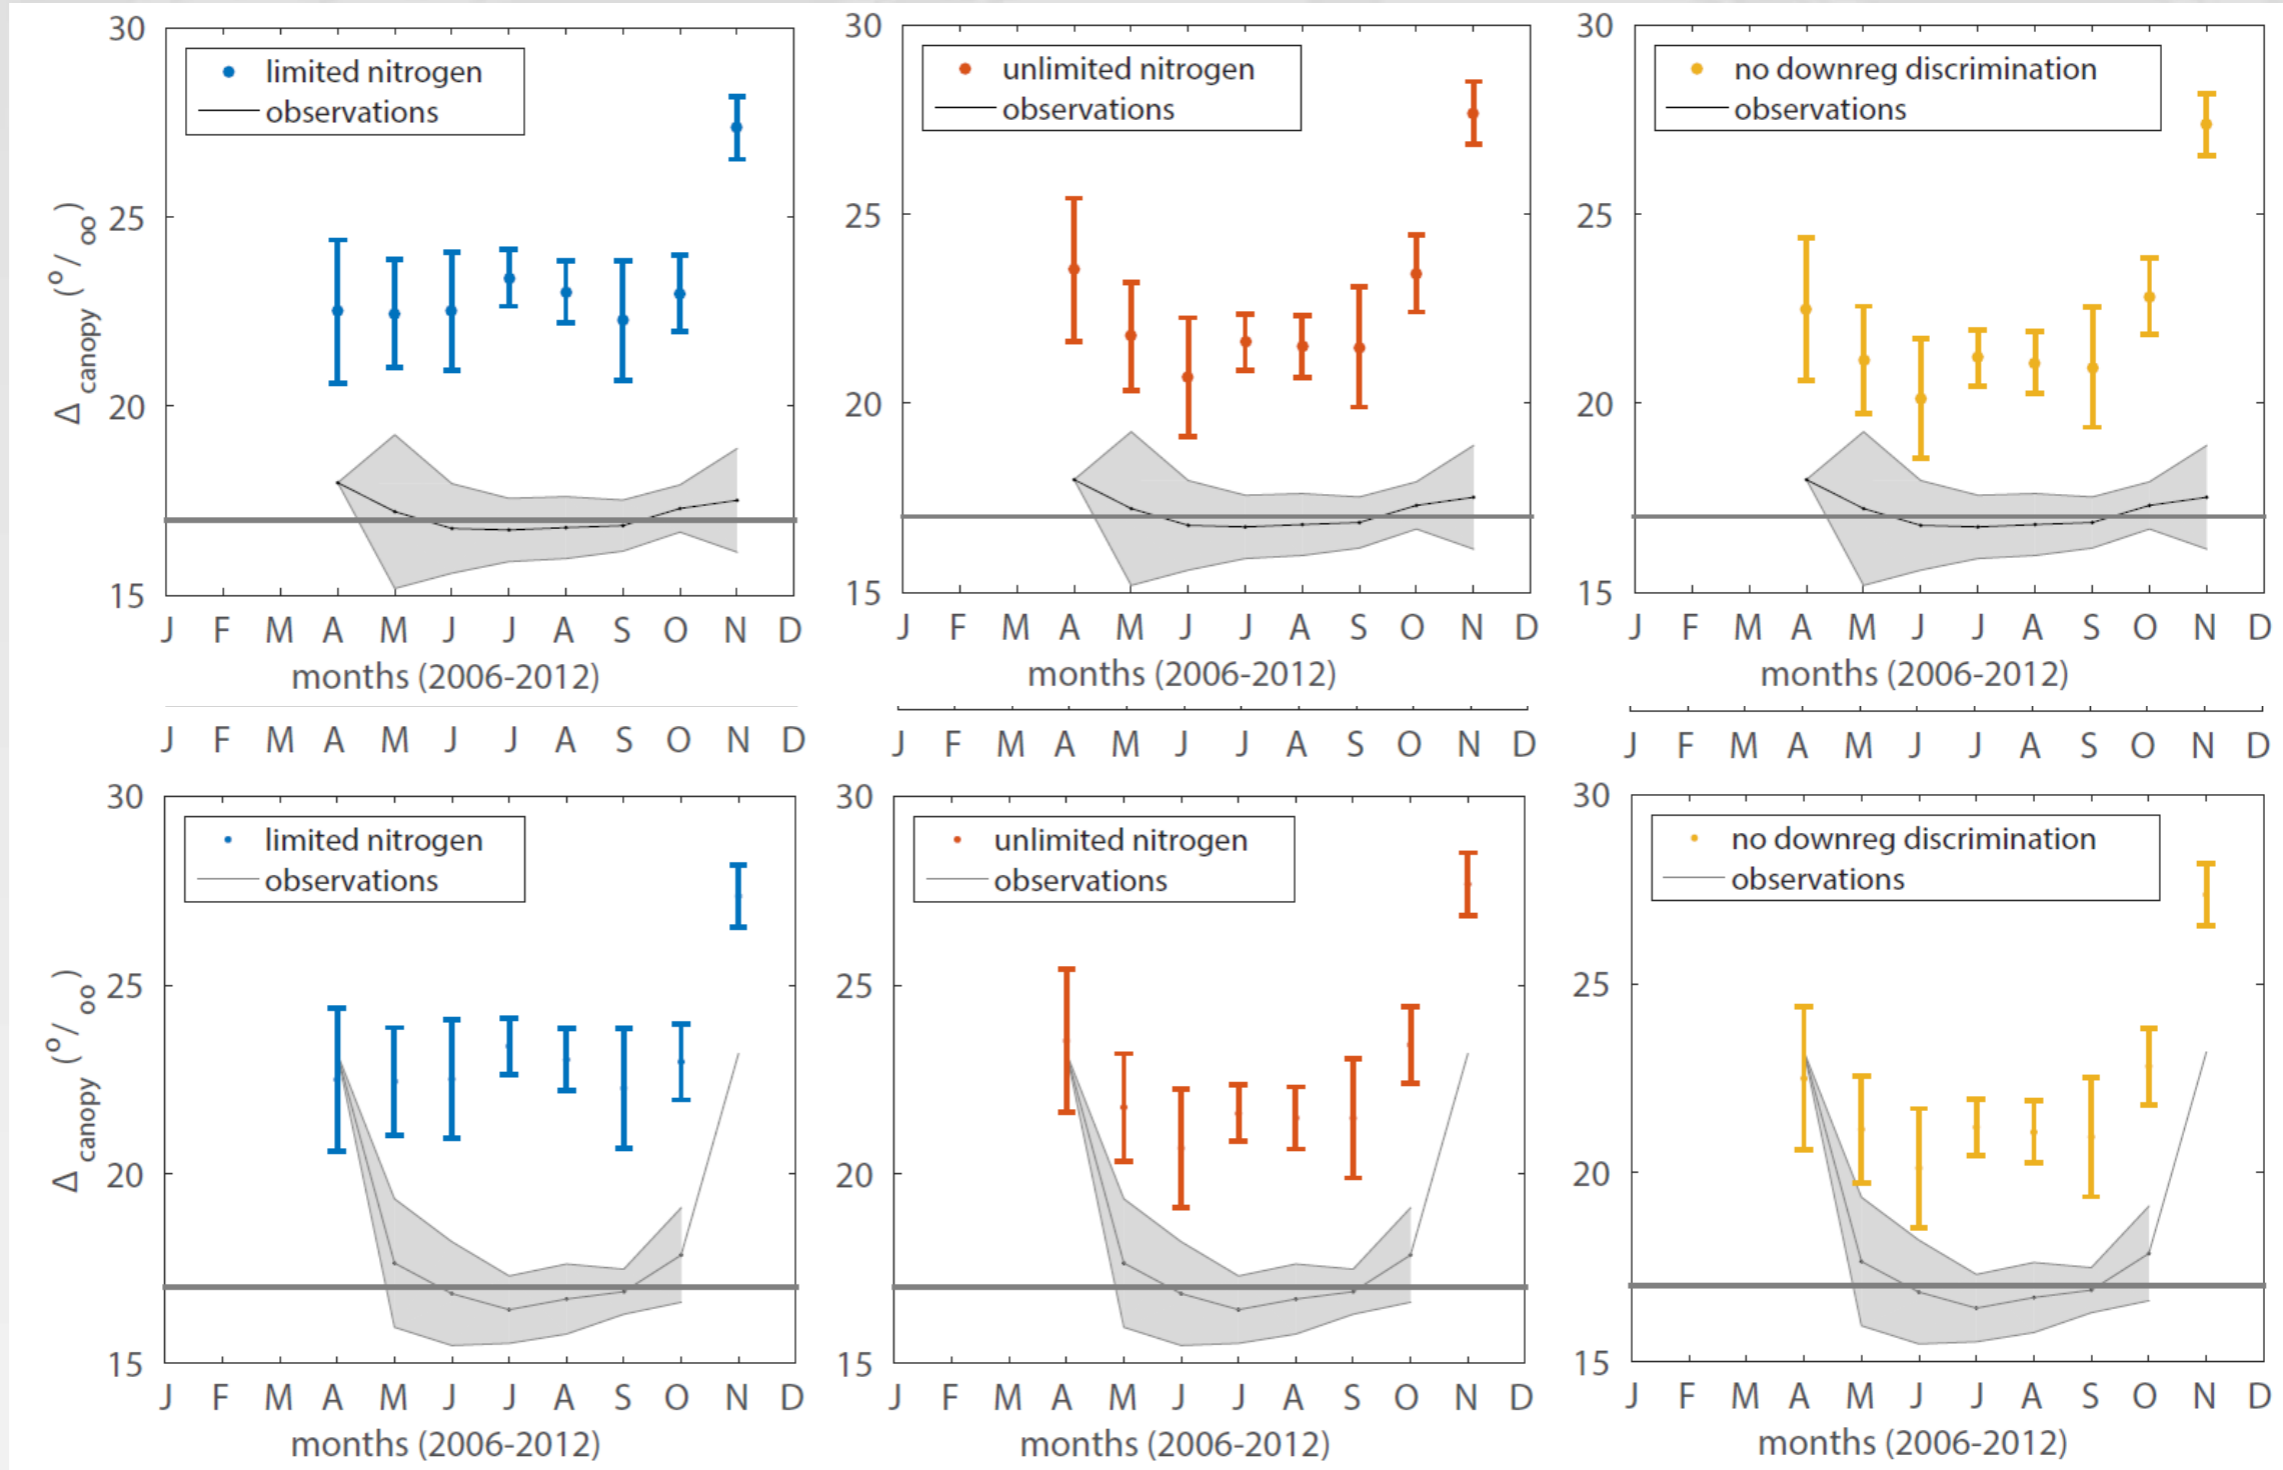 30
25
20
15
Δ canopy (o/oo)
limited nitrogen
observations
J F M A M J J A S O N D
months (2006-2012)
30
25
20
15
unlimited nitrogen
observations
J F M A M J J A S O N D
months (2006-2012)
30
25
20
15
no downreg discrimination
observations
J F M A M J J A S O N D
months (2006-2012)
J F M A M J J A S O N D
J F M A M J J A S O N D
J F M A M J J A S O N D
30
25
20
15
Δ canopy (o/oo)
limited nitrogen
observations
J F M A M J J A S O N D
months (2006-2012)
30
25
20
15
unlimited nitrogen
observations
J F M A M J J A S O N D
months (2006-2012)
30
25
20
15
no downreg discrimination
observations
J F M A M J J A S O N D
months (2006-2012)